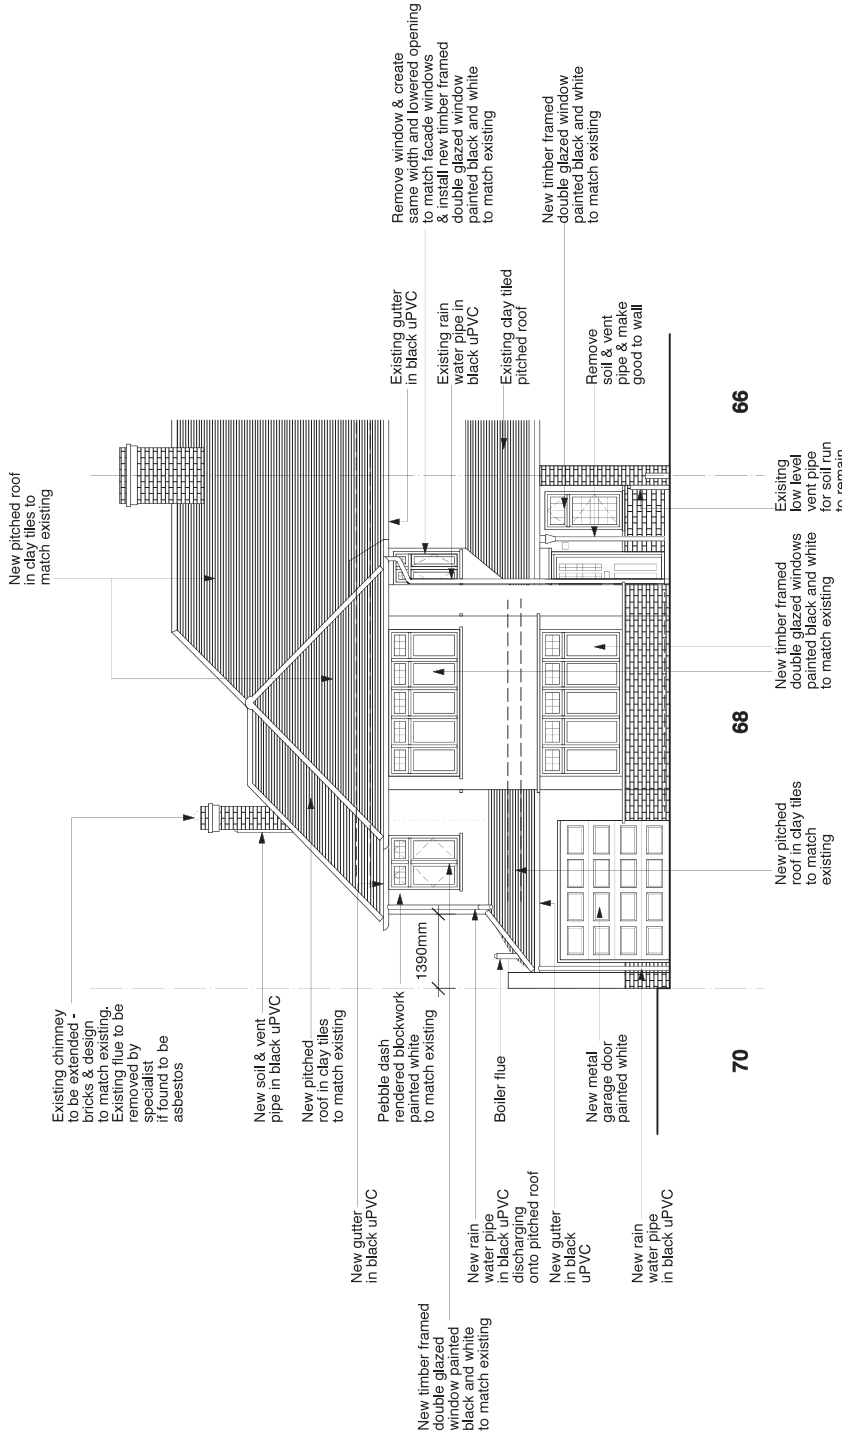 New pitched roof
in clay tiles to
match existing
Existing chimney
to be extended -
bricks & design
to match existing.
Existing flue to be
removed by
specialist
if found to be
asbestos
New soil & vent
pipe in black uPVC
New pitched
roof in clay tiles
to match existing
Pebble dash
rendered blockwork
painted white
to match existing
Boiler flue
New metal
garage door
painted white
New gutter
in black uPVC
New rain
water pipe
in black uPVC
discharging
onto pitched roof
New gutter
in black
uPVC
New rain
water pipe
in black uPVC
New timber framed
double glazed
window painted
black and white
to match existing
1390mm
Remove window & create
same width and lowered opening
to match facade windows
& install new timber framed
double glazed window
painted black and white
to match existing
New timber framed
double glazed window
painted black and white
to match existing
Existing gutter
in black uPVC
Existing rain
water pipe in
black uPVC
Existing clay tiled
pitched roof
Remove
soil & vent
pipe & make
good to wall
70
68
66
New pitched
roof in clay tiles
to match
existing
New timber framed
double glazed windows
painted black and white
to match existing
Exisitng
low level
vent pipe
for soil run
to remain